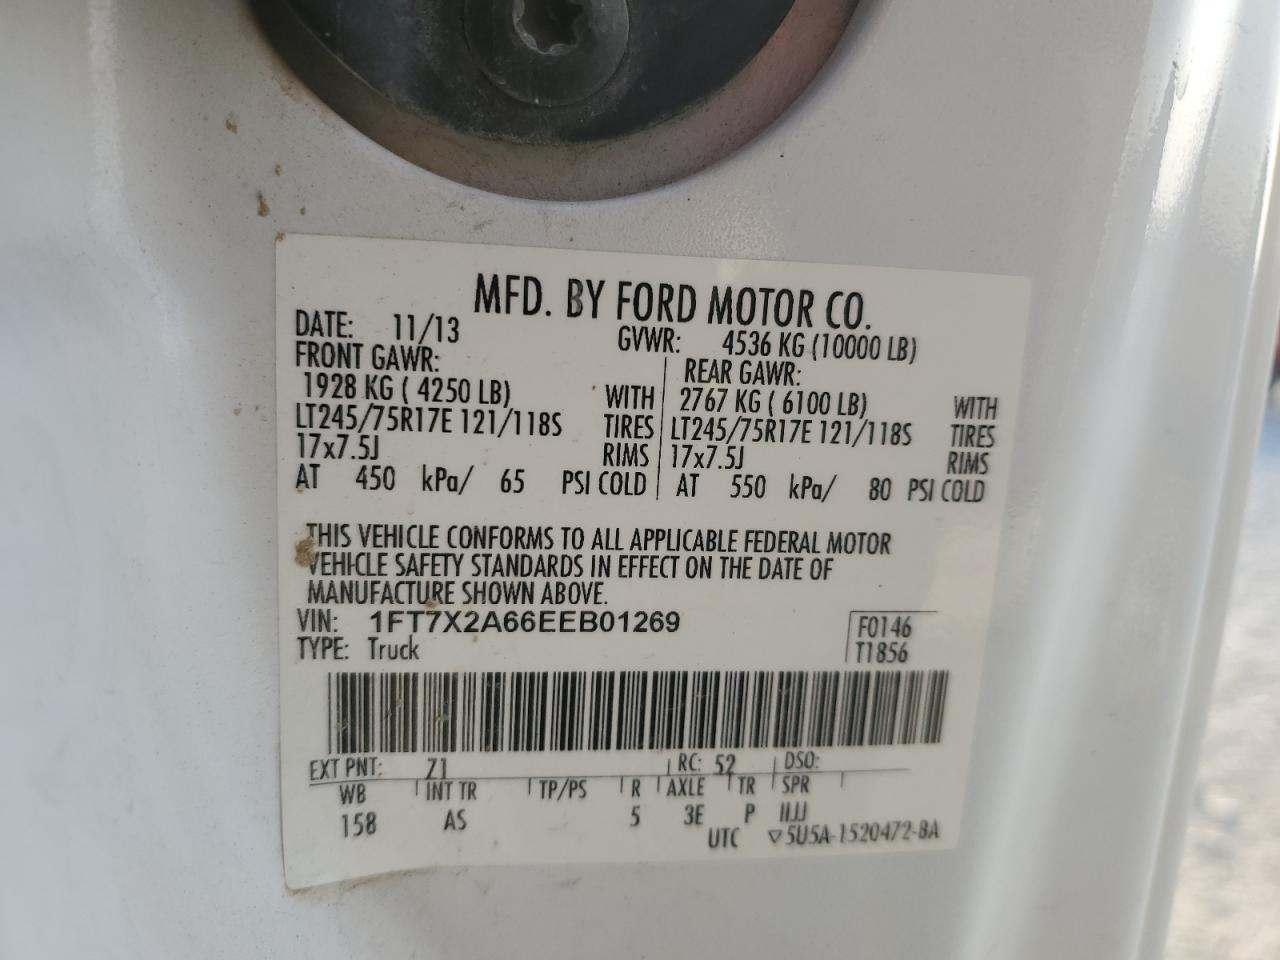 MFD. BY FORD MOTOR CO.
DATE: 11/13 GVWR: 4536 KG (10000 LB)
FRONT GAWR: REAR GAWR:
1928 KG ( 4250 LB) WITH 2767 KG ( 6100 LB) WITH
LT245/75R17E 121/118S TIRES LT245/75R17E 121/118S TIRES
17x7.5J RIMS 17x7.5J RIMS
AT 450 kPa/ 65 PSI COLD AT 550 kPa/ 80 PSI COLD
THIS VEHICLE CONFORMS TO ALL APPLICABLE FEDERAL MOTOR
VEHICLE SAFETY STANDARDS IN EFFECT ON THE DATE OF
MANUFACTURE SHOWN ABOVE.
VIN: 1FT7X2A66EEB01269 F0146
TYPE: Truck T1856
EXT PNT: Z1 RC: 52 DSO:
WB INT TR TP/PS R AXLE TR SPR
158 AS 5 3E P IIJJ
UTC ▽5U5A-1520472-BA